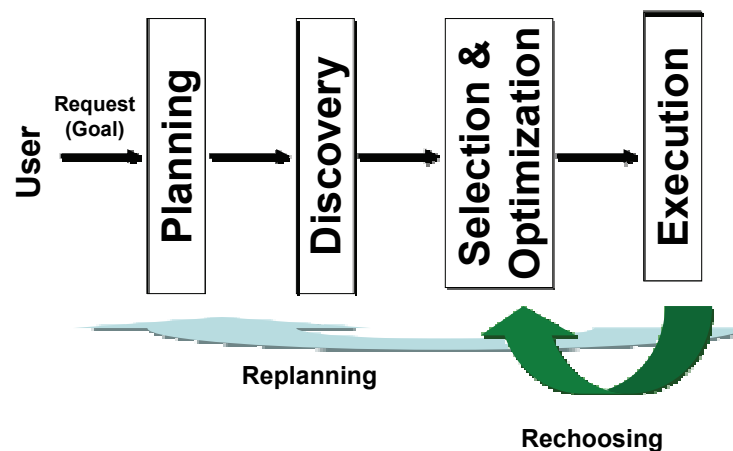 User
Request
(Goal)
Planning
Discovery
Selection &
Optimization
Execution
Replanning
Rechoosing